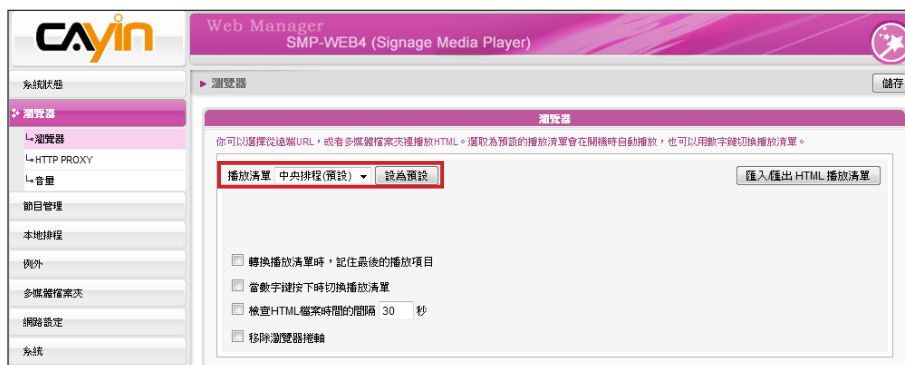 CAYIN
Web Manager
SMP-WEB4 (Signage Media Player)
系統狀態
瀏覽器
瀏覽器
HTTP PROXY
音量
節目管理
本地排程
例外
多媒體檔案夾
網路設定
系統
瀏覽器
儲存
瀏覽器
你可以選擇從遠端URL，或者多媒體檔案夾裡播放HTML。選取為預設的播放清單會在開機時自動播放，也可以用數字鍵切換播放清單。
播放清單 中央排程(預設) 設為預設
匯入/匯出 HTML 播放清單
轉換播放清單時，記住最後的播放項目
當數字鍵按下時切換播放清單
檢查HTML檔案時間的間隔 30 秒
移除瀏覽器捲軸